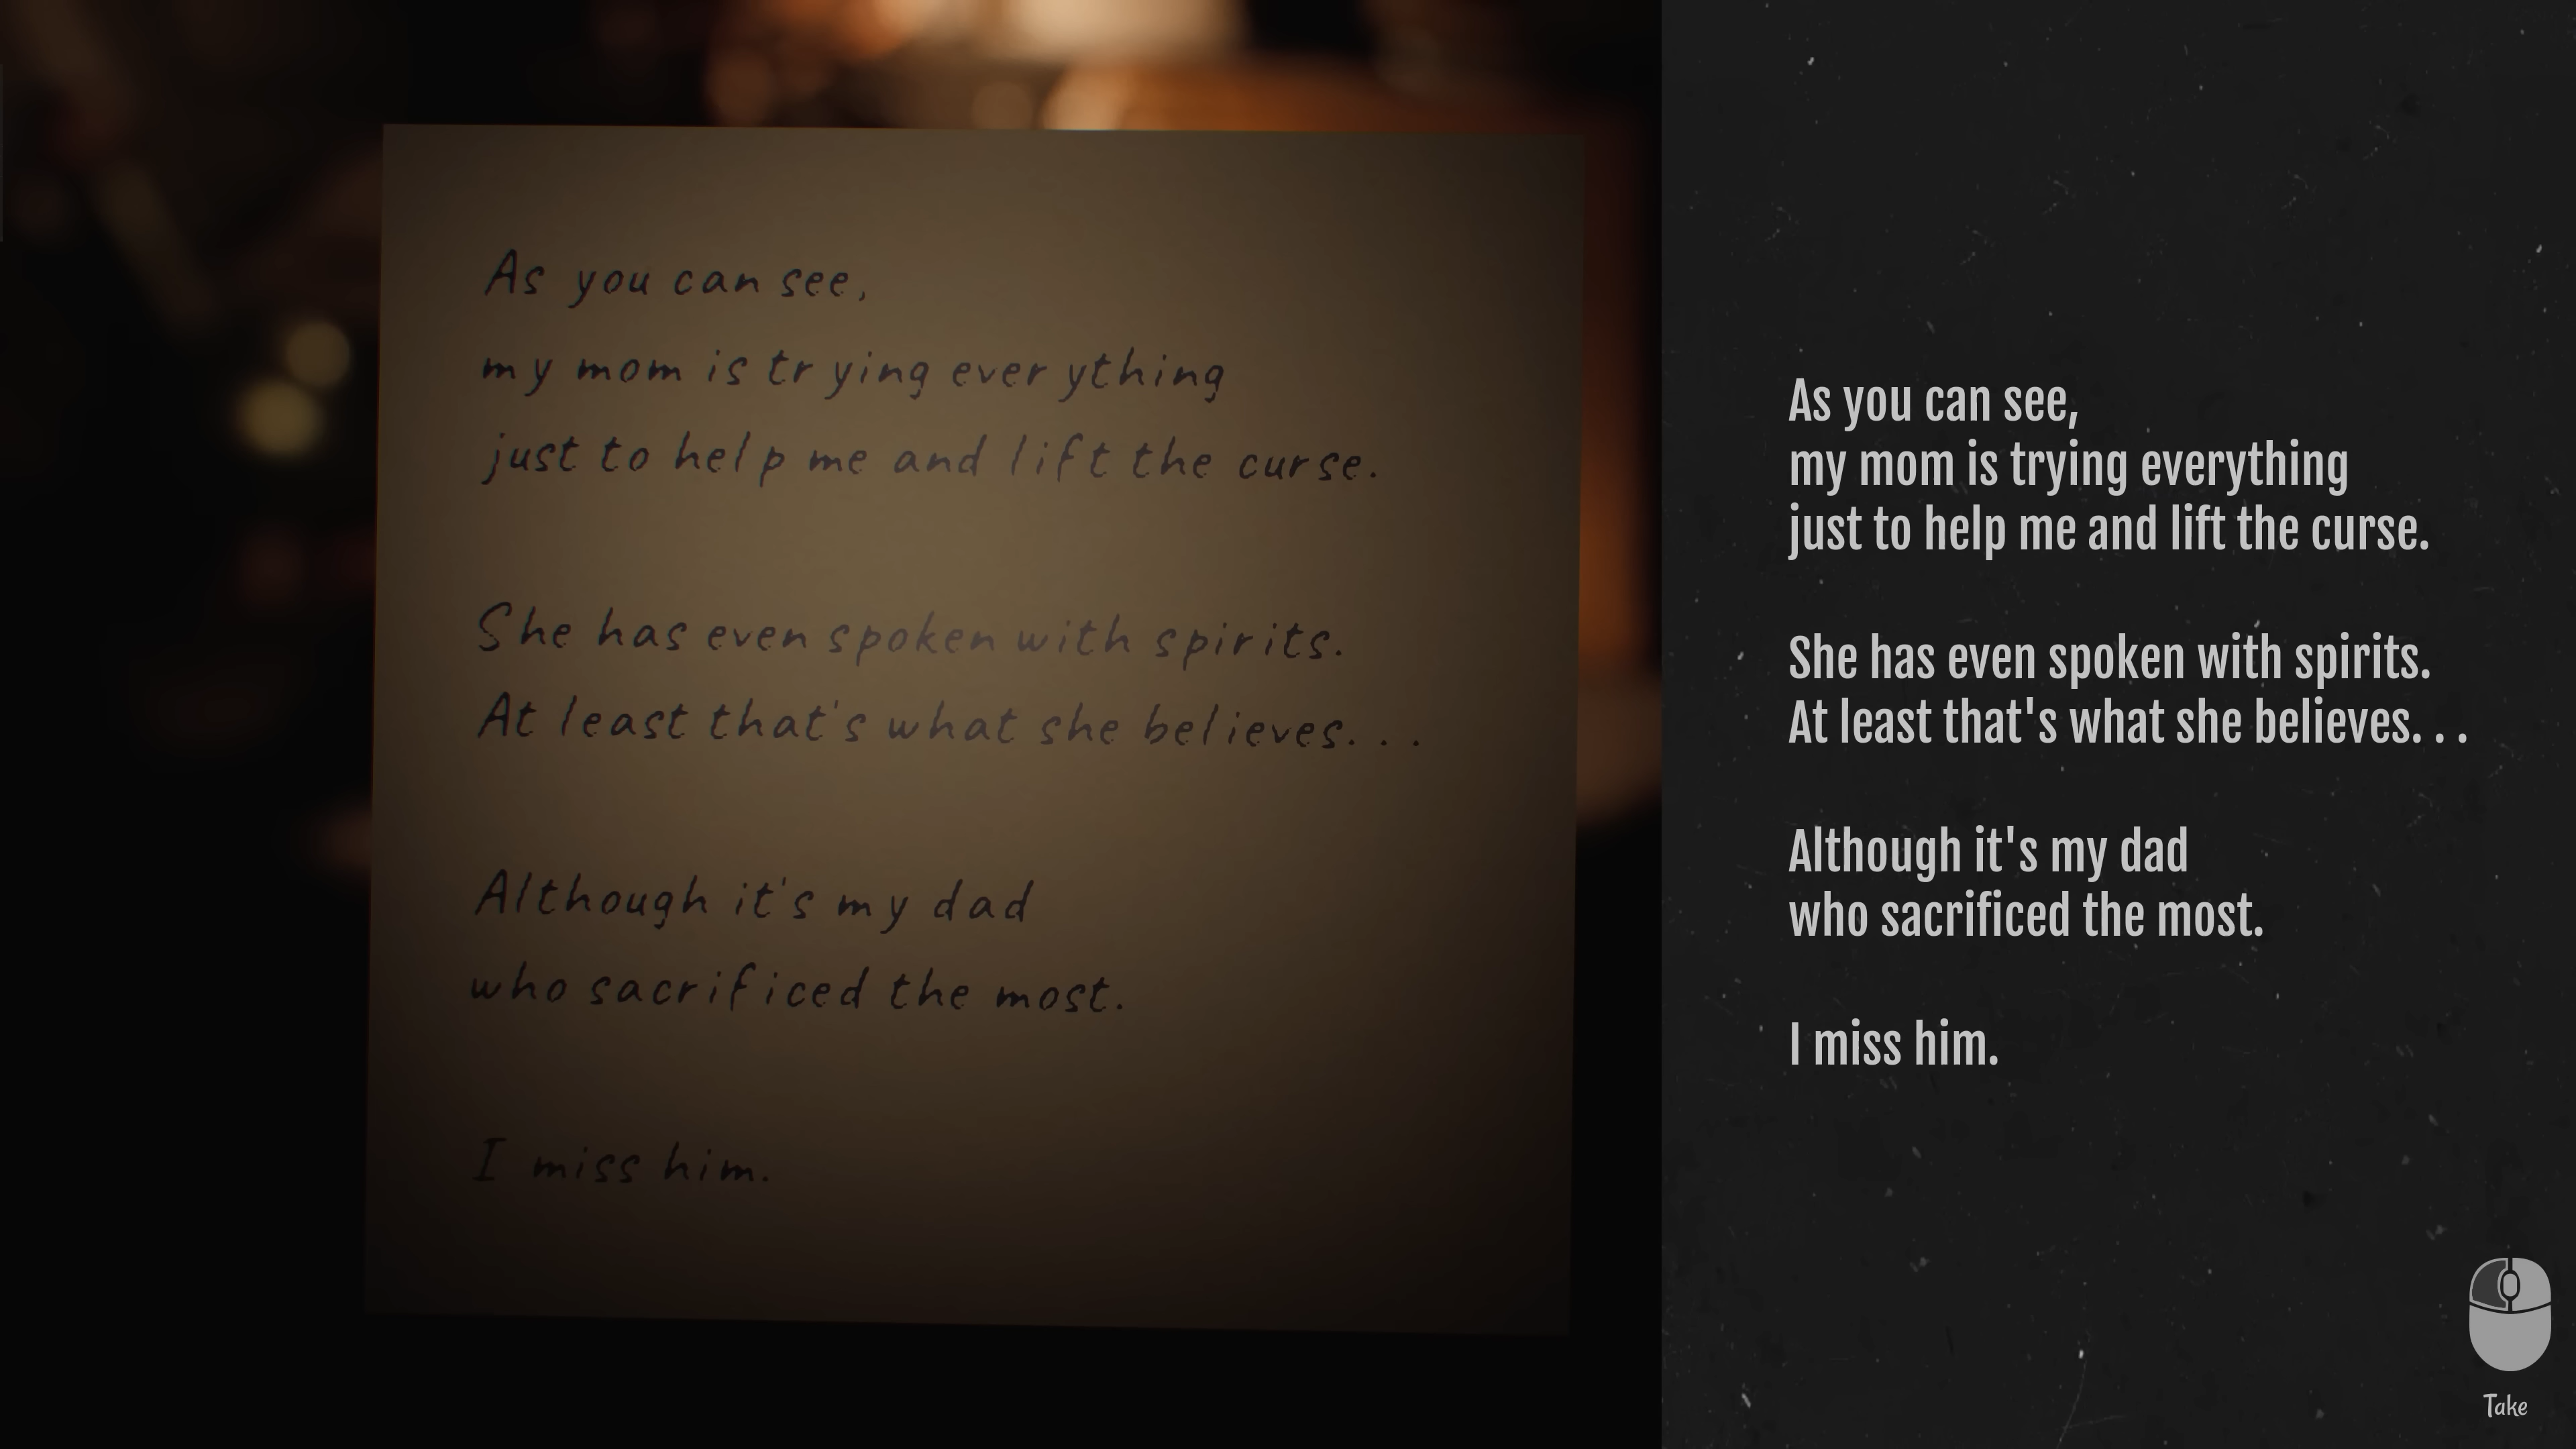 As you can see,
my mom is tr ying ever ything
just to help me and lift the curse.
She has even spoken with spirits.
At least that's what she believes. . .
Although it's my dad
who sacrificed the most.
I miss him.
As you can see,
my mom is trying everything
just to help me and lift the curse.
She has even spoken with spirits.
At least that's what she believes. . .
Although it's my dad
who sacrificed the most.
I miss him.
Take